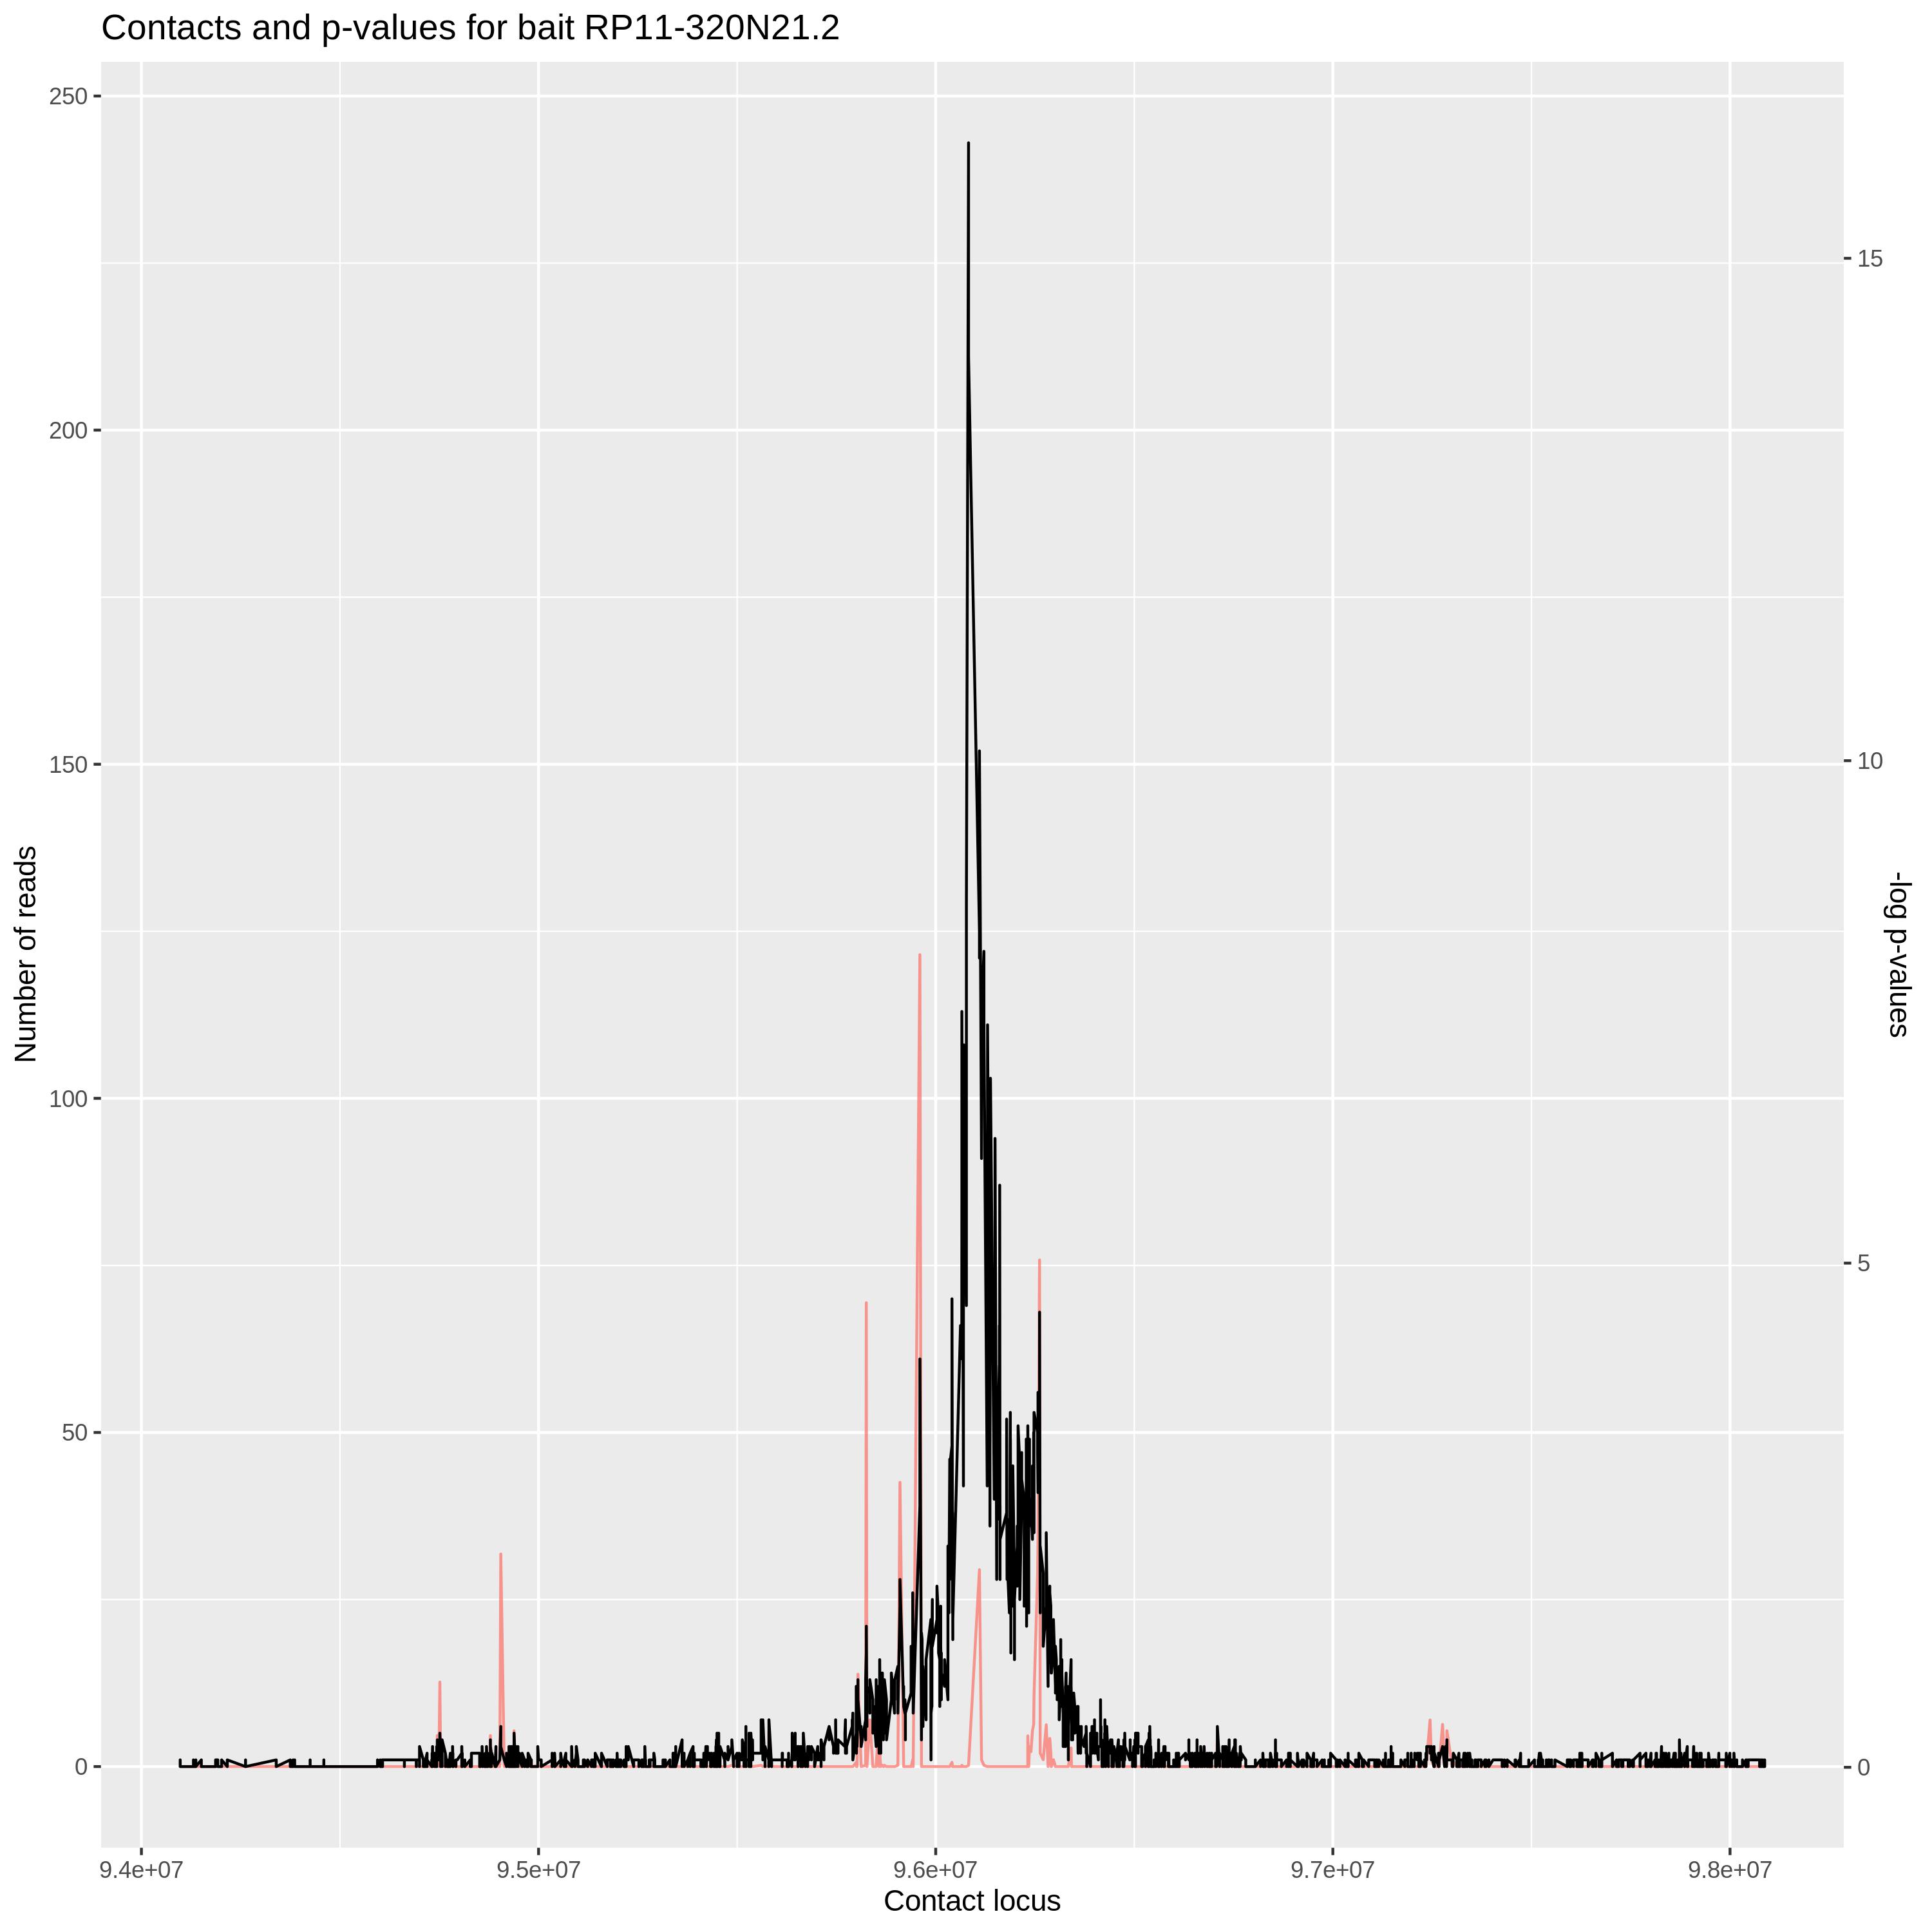 Contacts and p-values for bait RP11-320N21.2
250
200
150
100
50
0
Number of reads
15
10
5
0
-log p-values
9.4e+07
9.5e+07
9.6e+07
9.7e+07
9.8e+07
Contact locus